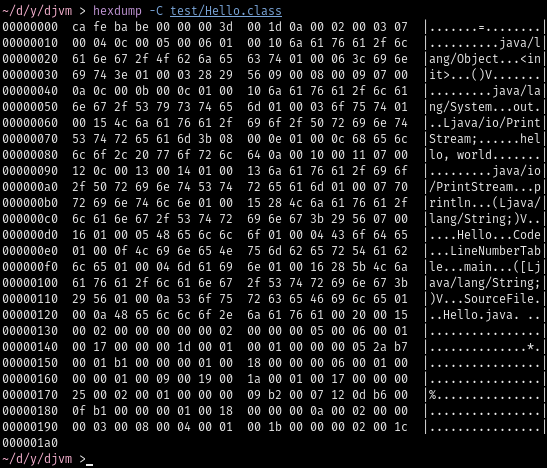 ~/d/y/djvm > hexdump -C test/Hello.class
00000000  ca fe ba be 00 00 00 3d  00 1d 0a 00 02 00 03 07  |.......=........|
00000010  00 04 0c 00 05 00 06 01  00 10 6a 61 76 61 2f 6c  |..........java/l|
00000020  61 6e 67 2f 4f 62 6a 65  63 74 01 00 06 3c 69 6e  |ang/Object...<in|
00000030  69 74 3e 01 00 03 28 29  56 09 00 08 00 09 07 00  |it>...()V.......|
00000040  0a 0c 00 0b 00 0c 01 00  10 6a 61 76 61 2f 6c 61  |.........java/la|
00000050  6e 67 2f 53 79 73 74 65  6d 01 00 03 6f 75 74 01  |ng/System...out.|
00000060  00 15 4c 6a 61 76 61 2f  69 6f 2f 50 72 69 6e 74  |..Ljava/io/Print|
00000070  53 74 72 65 61 6d 3b 08  00 0e 01 00 0c 68 65 6c  |Stream;......hel|
00000080  6c 6f 2c 20 77 6f 72 6c  64 0a 00 10 00 11 07 00  |lo, world.......|
00000090  12 0c 00 13 00 14 01 00  13 6a 61 76 61 2f 69 6f  |.........java/io|
000000a0  2f 50 72 69 6e 74 53 74  72 65 61 6d 01 00 07 70  |/PrintStream...p|
000000b0  72 69 6e 74 6c 6e 01 00  15 28 4c 6a 61 76 61 2f  |rintln...(Ljava/|
000000c0  6c 61 6e 67 2f 53 74 72  69 6e 67 3b 29 56 07 00  |lang/String;)V..|
000000d0  16 01 00 05 48 65 6c 6c  6f 01 00 04 43 6f 64 65  |....Hello...Code|
000000e0  01 00 0f 4c 69 6e 65 4e  75 6d 62 65 72 54 61 62  |...LineNumberTab|
000000f0  6c 65 01 00 04 6d 61 69  6e 01 00 16 28 5b 4c 6a  |le...main...([Lj|
00000100  61 76 61 2f 6c 61 6e 67  2f 53 74 72 69 6e 67 3b  |ava/lang/String;|
00000110  29 56 01 00 0a 53 6f 75  72 63 65 46 69 6c 65 01  |)V...SourceFile.|
00000120  00 0a 48 65 6c 6c 6f 2e  6a 61 76 61 00 20 00 15  |..Hello.java. ..|
00000130  00 02 00 00 00 00 00 02  00 00 00 05 00 06 00 01  |................|
00000140  00 17 00 00 00 1d 00 01  00 01 00 00 00 05 2a b7  |..............*.|
00000150  00 01 b1 00 00 00 01 00  18 00 00 00 06 00 01 00  |................|
00000160  00 00 01 00 09 00 19 00  1a 00 01 00 17 00 00 00  |................|
00000170  25 00 02 00 01 00 00 00  09 b2 00 07 12 0d b6 00  |%...............|
00000180  0f b1 00 00 00 01 00 18  00 00 00 0a 00 02 00 00  |................|
00000190  00 03 00 08 00 04 00 01  00 1b 00 00 00 02 00 1c  |................|
000001a0
~/d/y/djvm >